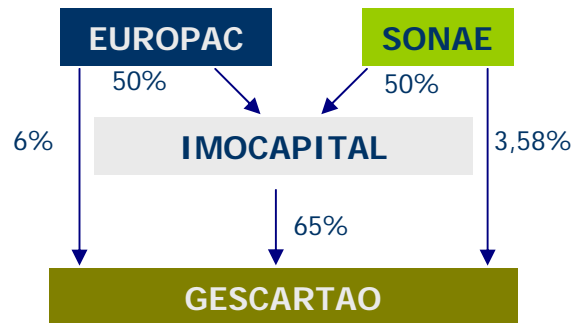 EUROPAC SONAE
50% 50%
6% IMOCAPITAL 3,58%
65%
GESCARTAO